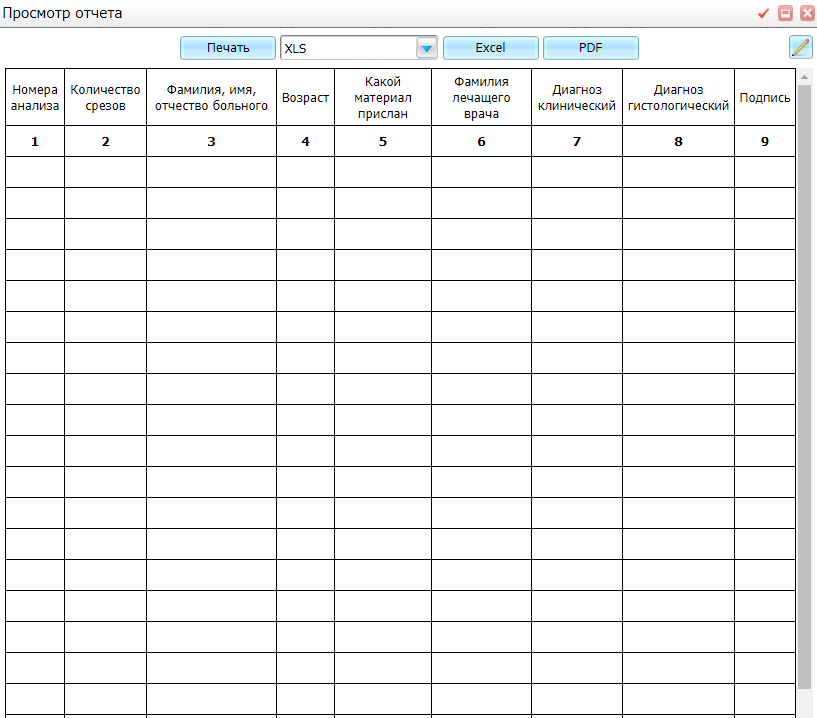 Просмотр отчета
Печать XLS Excel PDF
Номера анализа
Количество срезов
Фамилия, имя, отчество больного
Возраст
Какой материал прислан
Фамилия лечащего врача
Диагноз клинический
Диагноз гистологический
Подпись
1 2 3 4 5 6 7 8 9